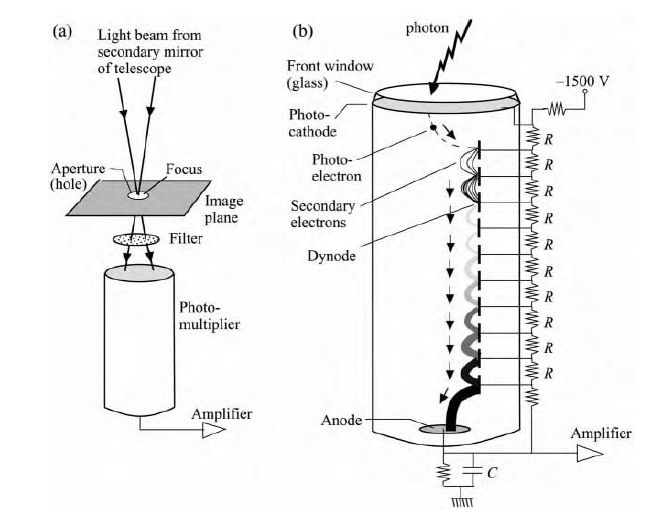 (a)
Light beam from
secondary mirror
of telescope
Aperture
(hole)
Focus
Image
plane
Filter
Photo-
multiplier
Amplifier
(b)
photon
Front window
(glass)
−1500 V
Photo-
cathode
Photo-
electron
Secondary
electrons
Dynode
R
R
R
R
R
R
R
R
R
R
Anode
Amplifier
C